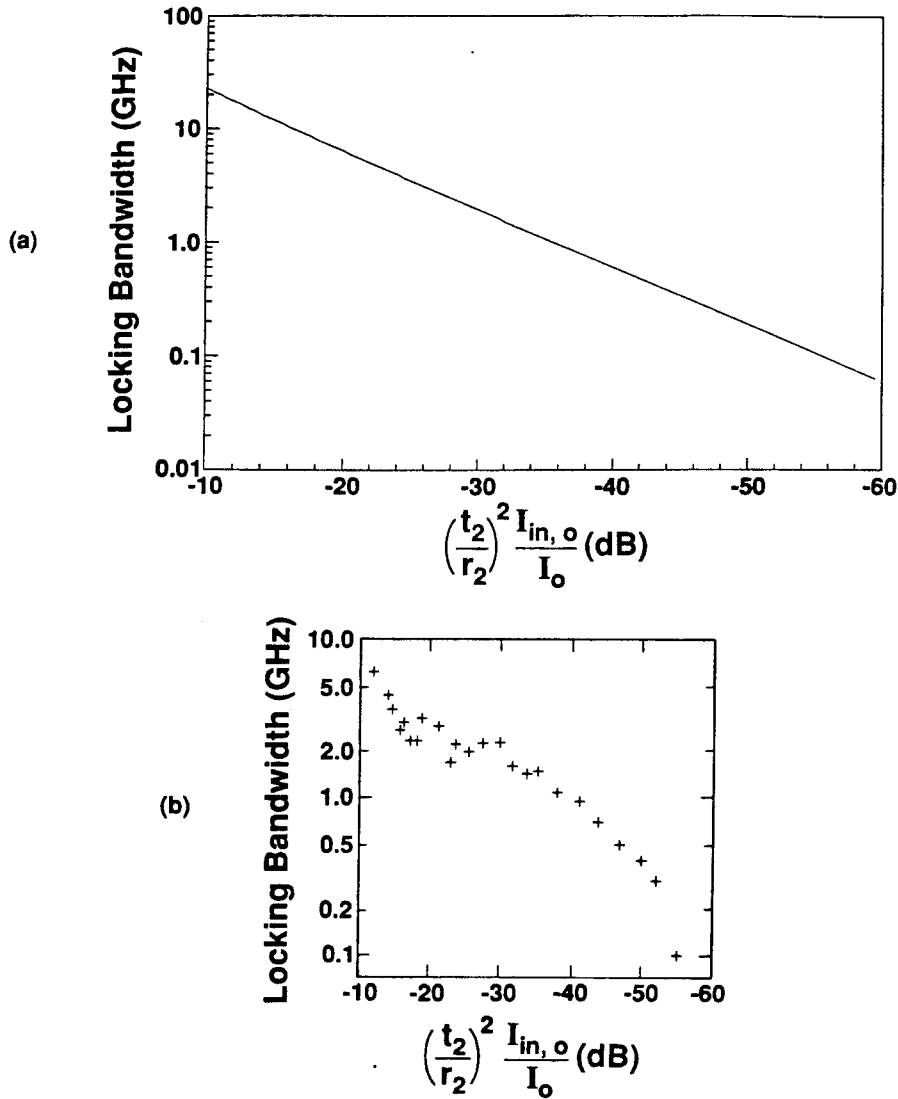 (a)
Locking Bandwidth (GHz)
100
10
1.0
0.1
0.01
-10 -20 -30 -40 -50 -60
(t2/r2)^2 Iin, o/Io (dB)
(b)
Locking Bandwidth (GHz)
10.0
5.0
2.0
1.0
0.5
0.2
0.1
-10 -20 -30 -40 -50 -60
(t2/r2)^2 Iin, o/Io (dB)